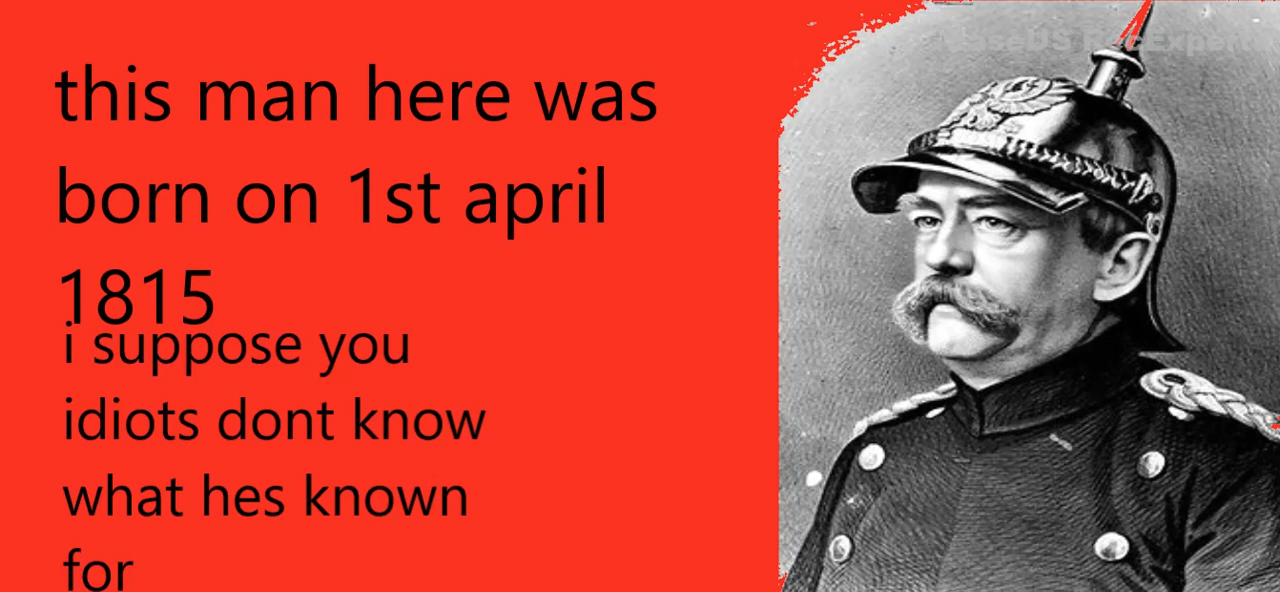 this man here was
born on 1st april
1815
i suppose you
idiots dont know
what hes known
for